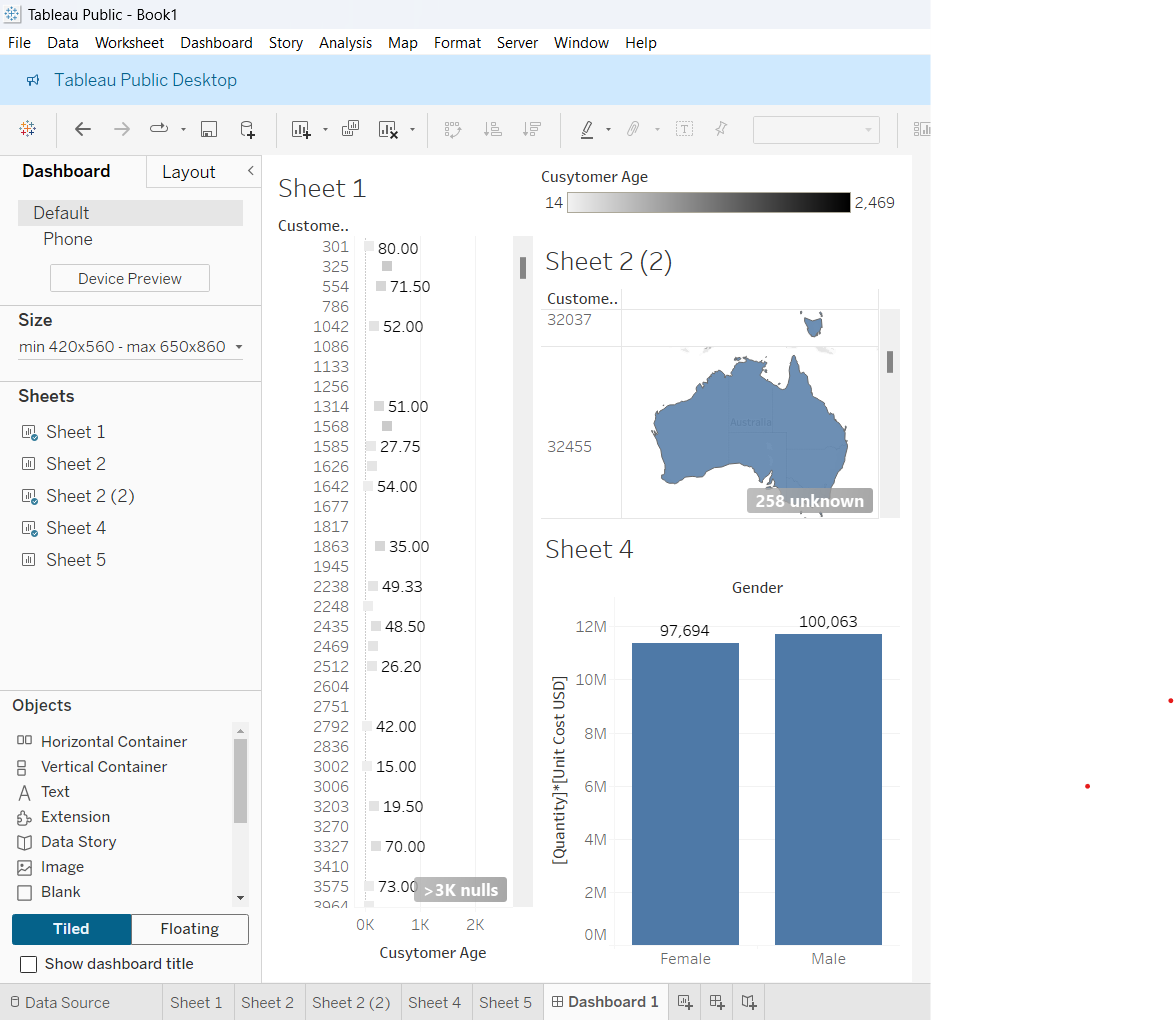 Tableau Public - Book1
File Data Worksheet Dashboard Story Analysis Map Format Server Window Help
Tableau Public Desktop
T
Dashboard
Layout
Default
Phone
Device Preview
Size
min 420x560 - max 650x860
Sheets
Sheet 1
Sheet 2
Sheet 2 (2)
Sheet 4
Sheet 5
Objects
Horizontal Container
Vertical Container
Text
Extension
Data Story
Image
Blank
Tiled Floating
Show dashboard title
Sheet 1
Custome..
301 80.00
325
554 71.50
786
1042 52.00
1086
1133
1256
1314 51.00
1568
1585 27.75
1626
1642 54.00
1677
1817
1863 35.00
1945
2238 49.33
2248
2435 48.50
2469
2512 26.20
2604
2751
2792 42.00
2836
3002 15.00
3006
3203 19.50
3270
3327 70.00
3410
3575 73.00
3964
>3K nulls
0K 1K 2K
Cusytomer Age
Cusytomer Age
14 2,469
Sheet 2 (2)
Custome..
32037
32455
Australia
258 unknown
Sheet 4
Gender
[Quantity]*[Unit Cost USD]
12M
10M
8M
6M
4M
2M
0M
97,694
100,063
Female Male
Data Source Sheet 1 Sheet 2 Sheet 2 (2) Sheet 4 Sheet 5 Dashboard 1